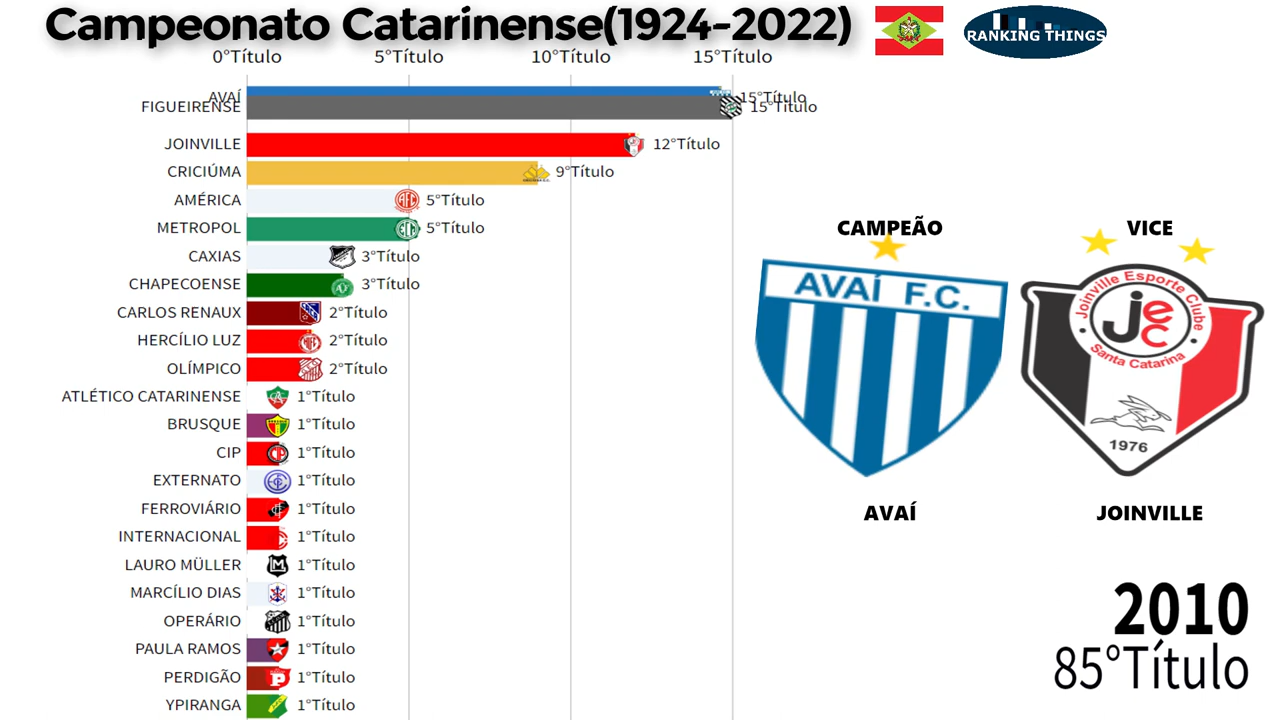 Campeonato Catarinense(1924-2022)
RANKING THINGS
0°Título 5°Título 10°Título 15°Título
AVAÍ 15°Título
FIGUEIRENSE 15°Título
JOINVILLE 12°Título
CRICIÚMA 9°Título
AMÉRICA 5°Título
METROPOL 5°Título
CAXIAS 3°Título
CHAPECOENSE 3°Título
CARLOS RENAUX 2°Título
HERCÍLIO LUZ 2°Título
OLÍMPICO 2°Título
ATLÉTICO CATARINENSE 1°Título
BRUSQUE 1°Título
CIP 1°Título
EXTERNATO 1°Título
FERROVIÁRIO 1°Título
INTERNACIONAL 1°Título
LAURO MÜLLER 1°Título
MARCÍLIO DIAS 1°Título
OPERÁRIO 1°Título
PAULA RAMOS 1°Título
PERDIGÃO 1°Título
YPIRANGA 1°Título
CAMPEÃO
AVAÍ F.C.
AVAÍ
VICE
Joinville Esporte Clube
jec
Santa Catarina
1976
JOINVILLE
2010
85°Título